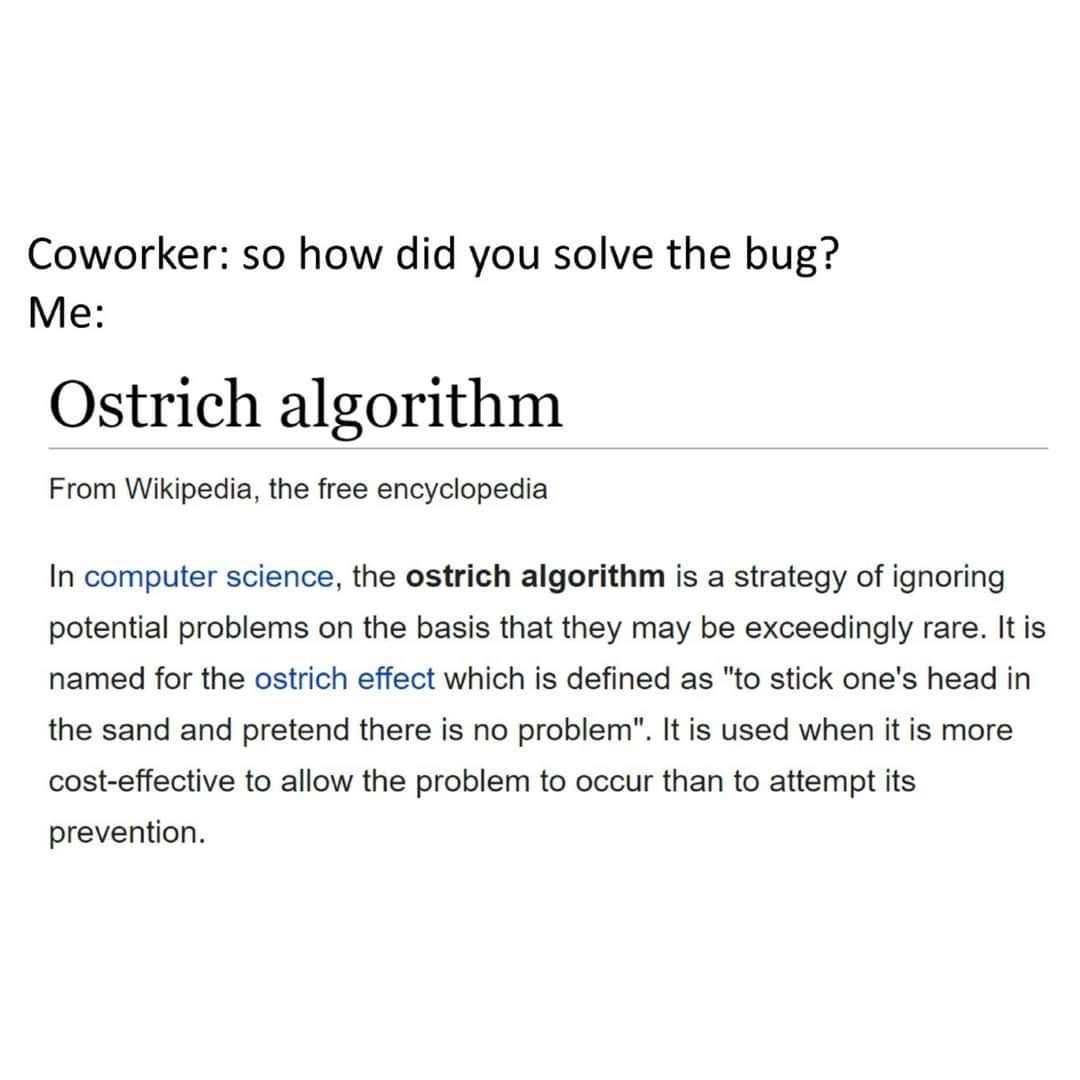 Coworker: so how did you solve the bug?
Me:
Ostrich algorithm
From Wikipedia, the free encyclopedia
In computer science, the ostrich algorithm is a strategy of ignoring
potential problems on the basis that they may be exceedingly rare. It is
named for the ostrich effect which is defined as "to stick one's head in
the sand and pretend there is no problem". It is used when it is more
cost-effective to allow the problem to occur than to attempt its
prevention.